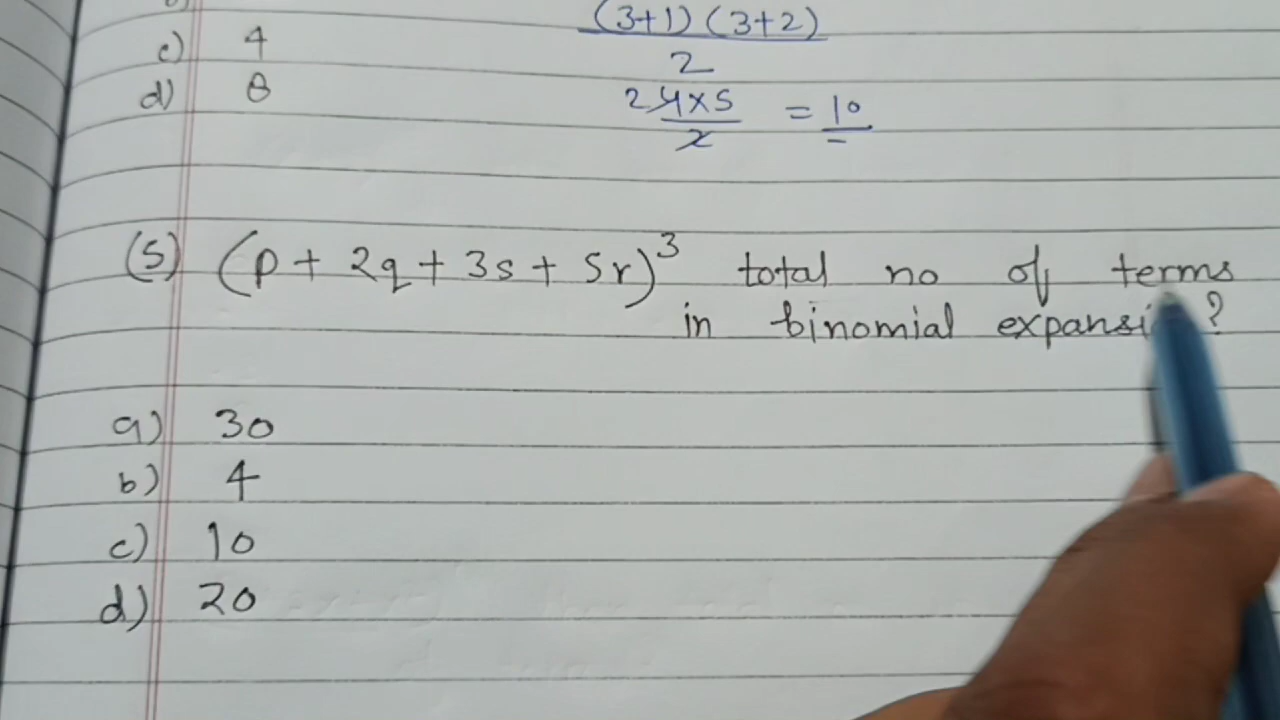 c) 4
d) 8
(3+1) (3+2)
2
2 4×5 = 10
2
(5) (p + 2q + 3s + 5r)³ total no of terms
in binomial expansi ?
a) 30
b) 4
c) 10
d) 20